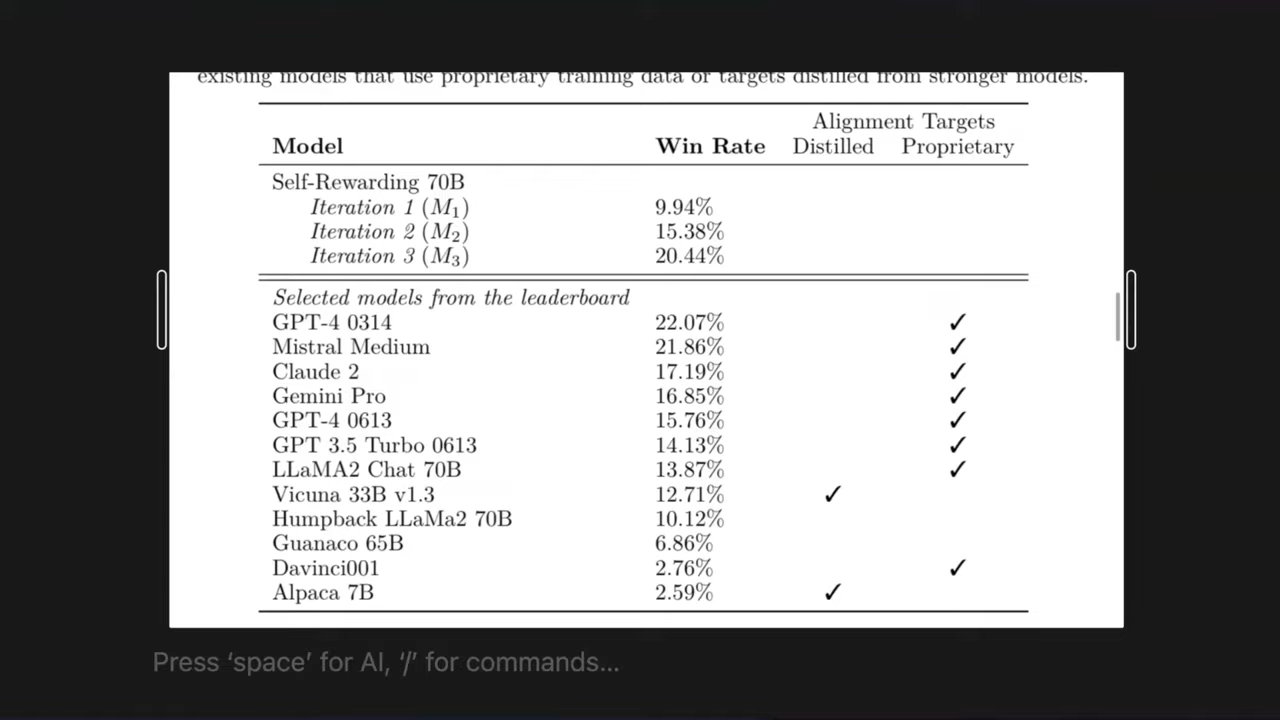 existing models that use proprietary training data or targets distilled from stronger models.
Alignment Targets
Model Win Rate Distilled Proprietary
Self-Rewarding 70B
Iteration 1 (M₁) 9.94%
Iteration 2 (M₂) 15.38%
Iteration 3 (M₃) 20.44%
Selected models from the leaderboard
GPT-4 0314 22.07% ✓
Mistral Medium 21.86% ✓
Claude 2 17.19% ✓
Gemini Pro 16.85% ✓
GPT-4 0613 15.76% ✓
GPT 3.5 Turbo 0613 14.13% ✓
LLaMA2 Chat 70B 13.87% ✓
Vicuna 33B v1.3 12.71% ✓
Humpback LLaMa2 70B 10.12%
Guanaco 65B 6.86%
Davinci001 2.76% ✓
Alpaca 7B 2.59% ✓
Press ‘space’ for AI, ‘/’ for commands...